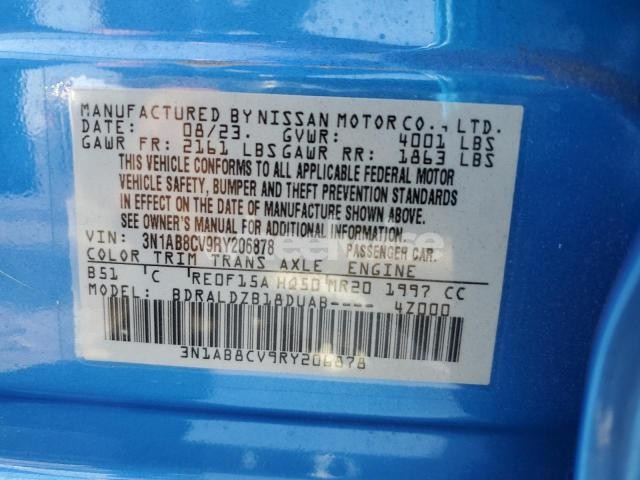 MANUFACTURED BY NISSAN MOTOR CO., LTD.
DATE: 08/23. GVWR: 4001 LBS
GAWR FR: 2161 LBS GAWR RR: 1863 LBS
THIS VEHICLE CONFORMS TO ALL APPLICABLE FEDERAL MOTOR
VEHICLE SAFETY, BUMPER AND THEFT PREVENTION STANDARDS
IN EFFECT ON THE DATE OF MANUFACTURE SHOWN ABOVE.
SEE OWNER'S MANUAL FOR ADDITIONAL INFORMATION.
VIN: 3N1AB8CV9RY206878 PASSENGER CAR.
COLOR TRIM TRANS AXLE ENGINE
B51 C RE0F15A HQ50 MR20 1997 CC
MODEL: BDRALDZB18DUAB---- 4Z000
3N1AB8CV9RY206878